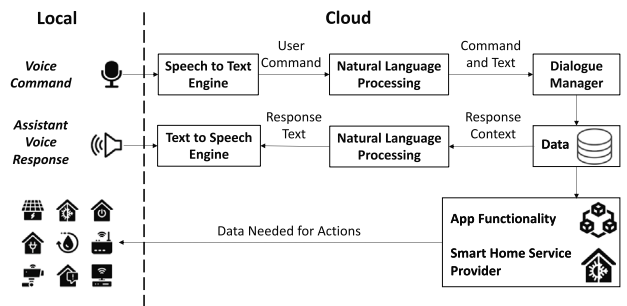 Local
Cloud
Voice
Command
Speech to Text
Engine
User
Command
Natural Language
Processing
Command
and Text
Dialogue
Manager
Assistant
Voice
Response
Text to Speech
Engine
Response
Text
Natural Language
Processing
Response
Context
Data
Data Needed for Actions
App Functionality
Smart Home Service
Provider